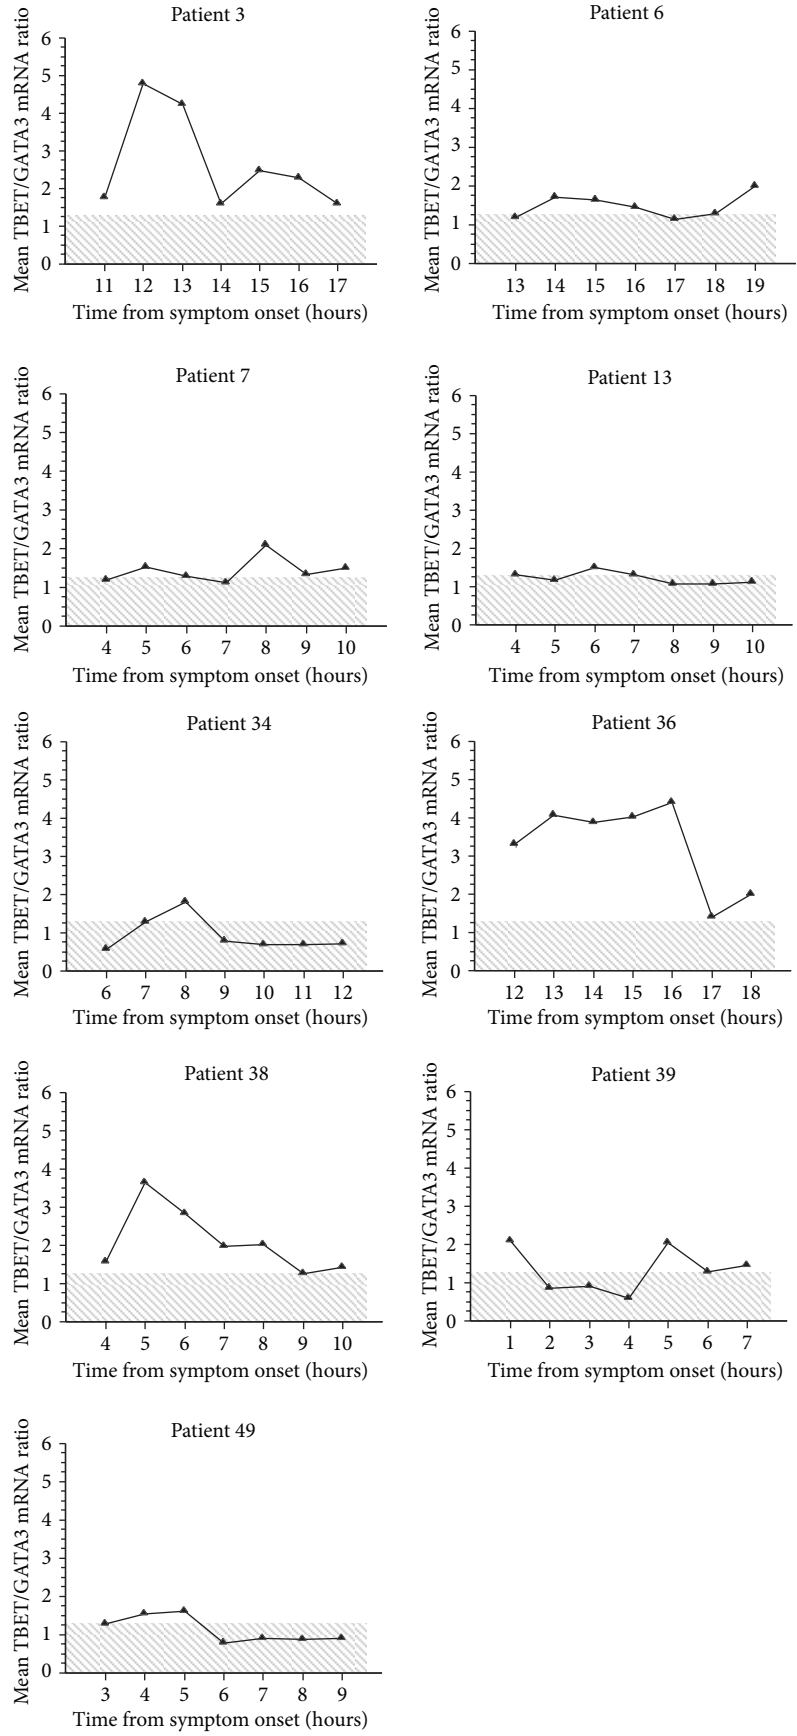 Patient 3
Mean TBET/GATA3 mRNA ratio
6
5
4
3
2
1
0
11 12 13 14 15 16 17
Time from symptom onset (hours)
Patient 6
Mean TBET/GATA3 mRNA ratio
6
5
4
3
2
1
0
13 14 15 16 17 18 19
Time from symptom onset (hours)
Patient 7
Mean TBET/GATA3 mRNA ratio
6
5
4
3
2
1
0
4 5 6 7 8 9 10
Time from symptom onset (hours)
Patient 13
Mean TBET/GATA3 mRNA ratio
6
5
4
3
2
1
0
4 5 6 7 8 9 10
Time from symptom onset (hours)
Patient 34
Mean TBET/GATA3 mRNA ratio
6
5
4
3
2
1
0
6 7 8 9 10 11 12
Time from symptom onset (hours)
Patient 36
Mean TBET/GATA3 mRNA ratio
6
5
4
3
2
1
0
12 13 14 15 16 17 18
Time from symptom onset (hours)
Patient 38
Mean TBET/GATA3 mRNA ratio
6
5
4
3
2
1
0
4 5 6 7 8 9 10
Time from symptom onset (hours)
Patient 39
Mean TBET/GATA3 mRNA ratio
6
5
4
3
2
1
0
1 2 3 4 5 6 7
Time from symptom onset (hours)
Patient 49
Mean TBET/GATA3 mRNA ratio
6
5
4
3
2
1
0
3 4 5 6 7 8 9
Time from symptom onset (hours)